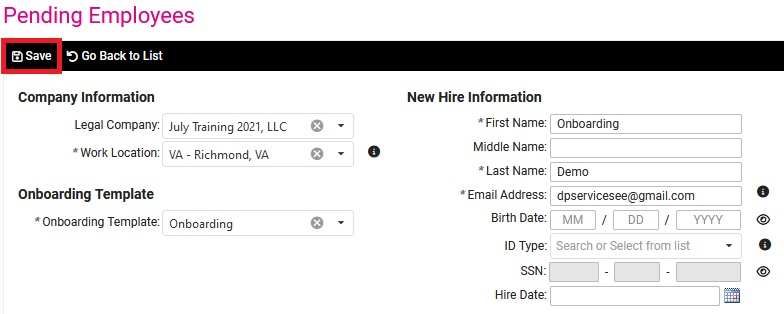 Pending Employees
Save Go Back to List
Company Information
Legal Company: July Training 2021, LLC
* Work Location: VA - Richmond, VA
Onboarding Template
* Onboarding Template: Onboarding
New Hire Information
* First Name: Onboarding
Middle Name:
* Last Name: Demo
* Email Address: dpservicesee@gmail.com
Birth Date: MM / DD / YYYY
ID Type: Search or Select from list
SSN: - -
Hire Date: